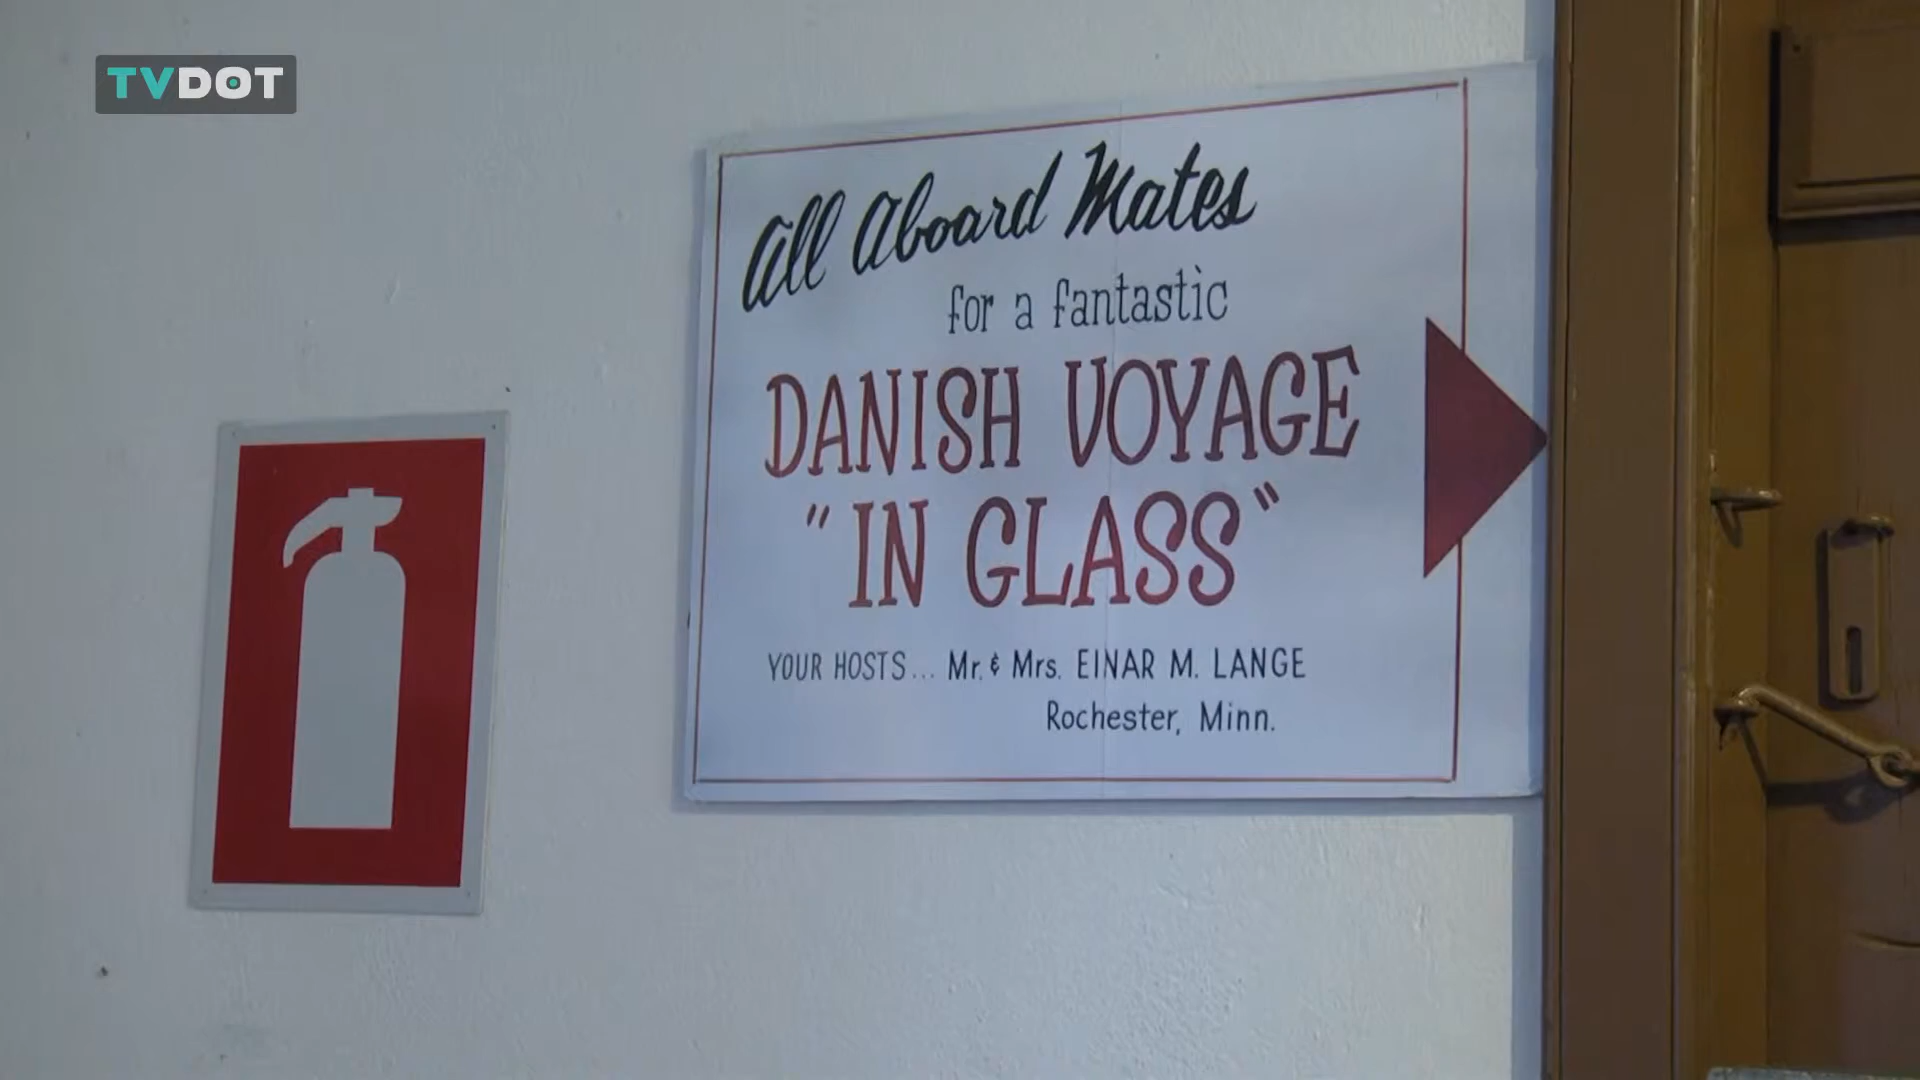 TVDOT
All Aboard Mates
for a fantastic
DANISH VOYAGE
"IN GLASS"
YOUR HOSTS... Mr. & Mrs. EINAR M. LANGE
Rochester, Minn.